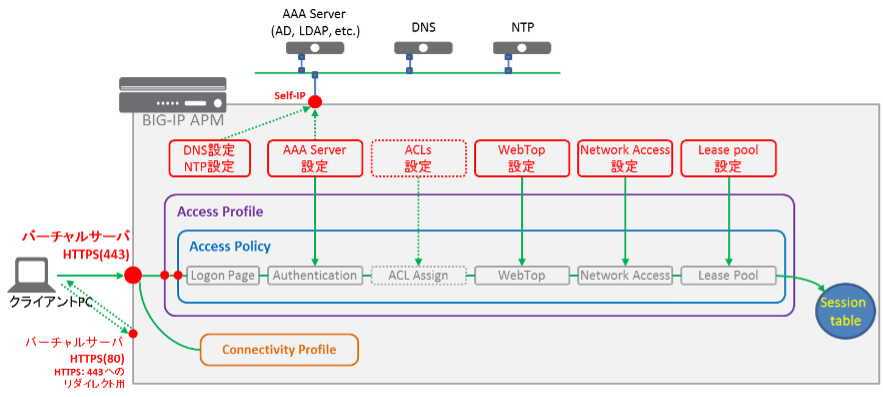 AAA Server
(AD, LDAP, etc.)
DNS
NTP
Self-IP
BIG-IP APM
DNS設定
NTP設定
AAA Server
設定
ACLs
設定
WebTop
設定
Network Access
設定
Lease pool
設定
Access Profile
バーチャルサーバ
HTTPS(443)
Access Policy
Logon Page
Authentication
ACL Assign
WebTop
Network Access
Lease Pool
クライアントPC
Session
table
バーチャルサーバ
HTTPS(80)
HTTPS: 443への
リダイレクト用
Connectivity Profile